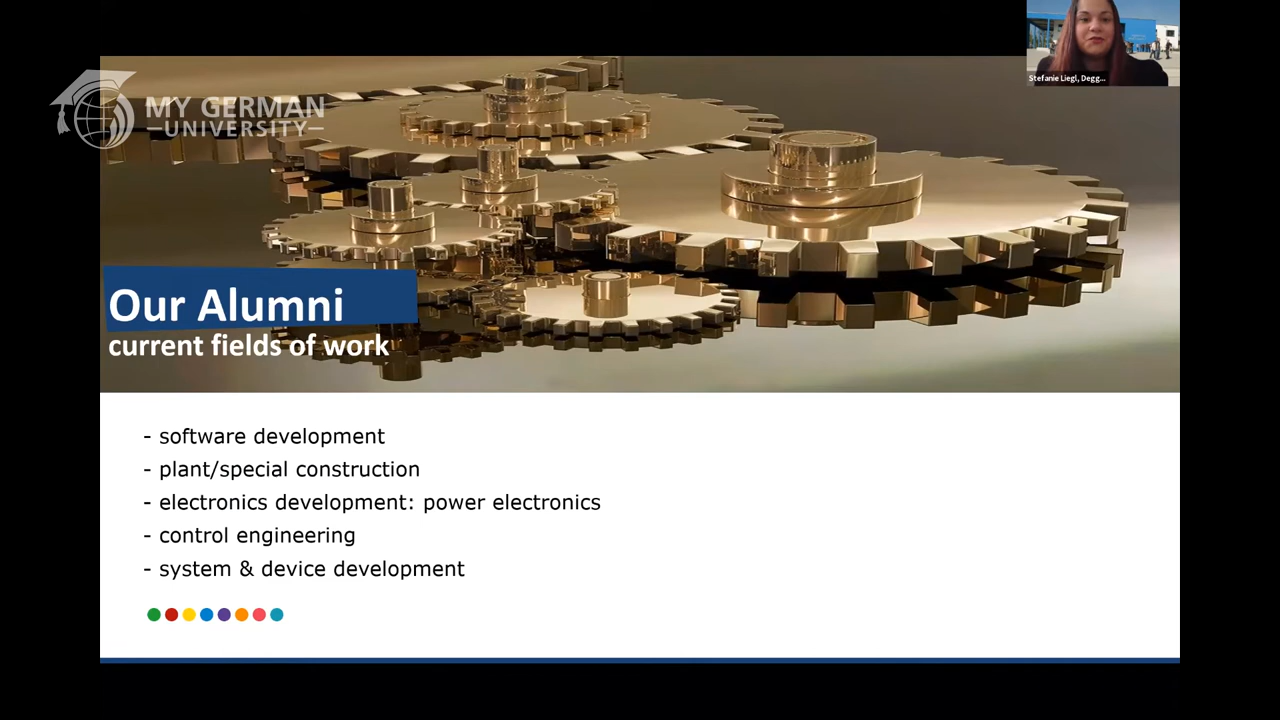 Stefanie Liegl, Degg...
MY GERMAN
UNIVERSITY
Our Alumni
current fields of work
- software development
- plant/special construction
- electronics development: power electronics
- control engineering
- system & device development